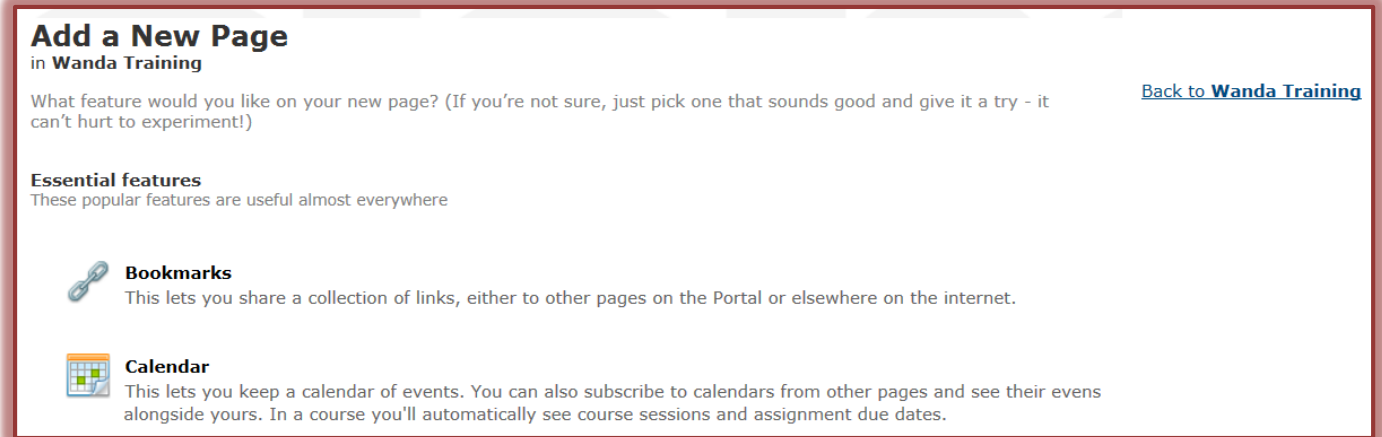 Add a New Page
in Wanda Training
What feature would you like on your new page? (If you’re not sure, just pick one that sounds good and give it a try - it
can’t hurt to experiment!)
Back to Wanda Training
Essential features
These popular features are useful almost everywhere
Bookmarks
This lets you share a collection of links, either to other pages on the Portal or elsewhere on the internet.
Calendar
This lets you keep a calendar of events. You can also subscribe to calendars from other pages and see their evens
alongside yours. In a course you'll automatically see course sessions and assignment due dates.